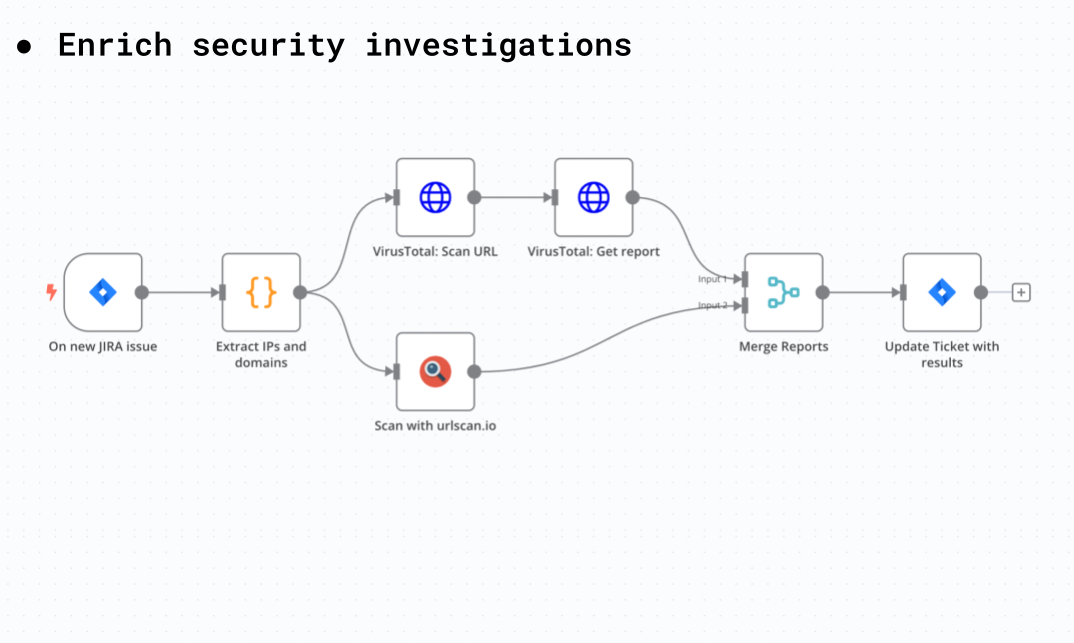 ● Enrich security investigations
VirusTotal: Scan URL
VirusTotal: Get report
Input 1
Input 2
On new JIRA issue
Extract IPs and
domains
Merge Reports
Update Ticket with
results
Scan with urlscan.io